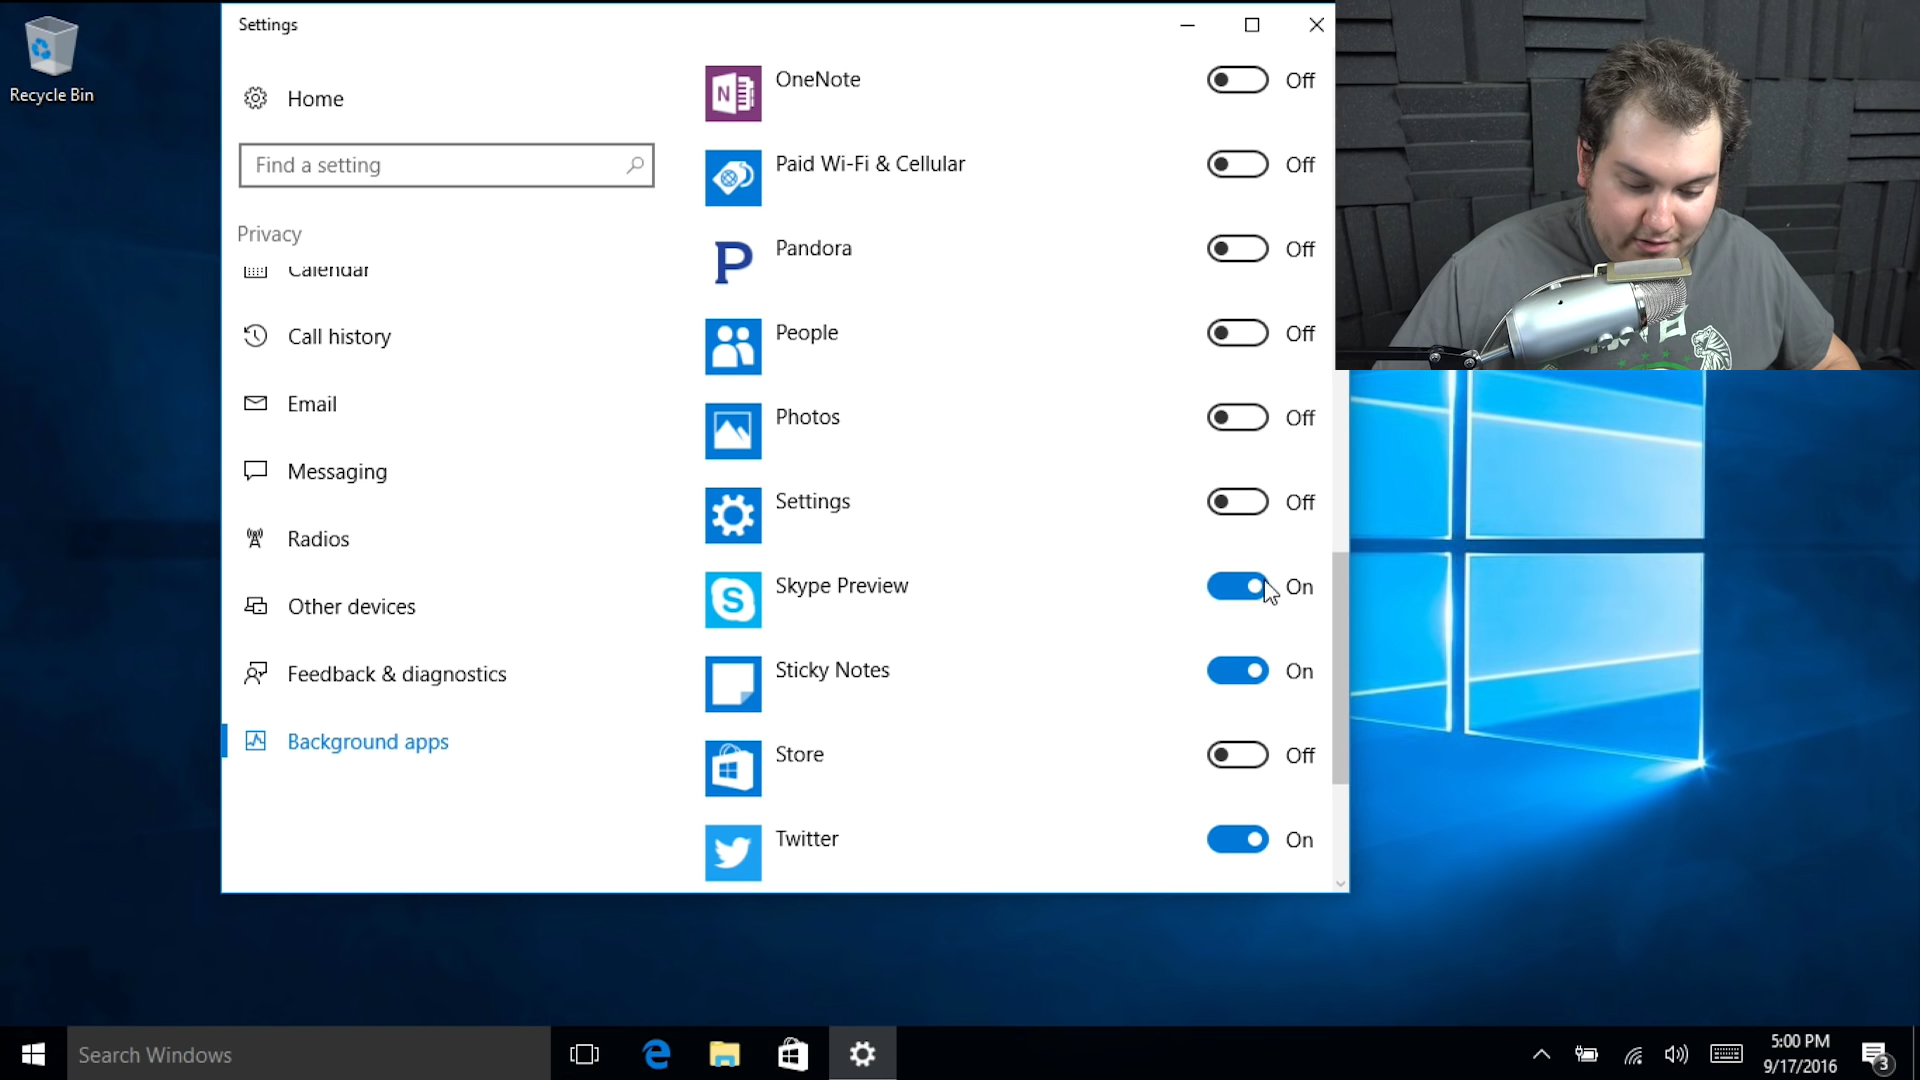 Recycle Bin
Settings
Home
Find a setting
Privacy
Calendar
Call history
Email
Messaging
Radios
Other devices
Feedback & diagnostics
Background apps
N
OneNote
Off
Paid Wi-Fi & Cellular
Off
P
Pandora
Off
People
Off
Photos
Off
Settings
Off
S
Skype Preview
On
Sticky Notes
On
Store
Off
Twitter
On
Search Windows
e
5:00 PM
9/17/2016
3